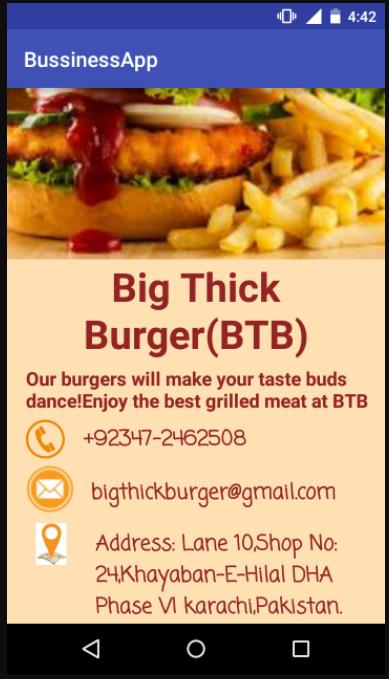 4:42
BussinessApp
Big Thick
Burger(BTB)
Our burgers will make your taste buds
dance!Enjoy the best grilled meat at BTB
+92347-2462508
bigthickburger@gmail.com
Address: Lane 10,Shop No:
24,Khayaban-E-Hilal DHA
Phase VI karachi,Pakistan.